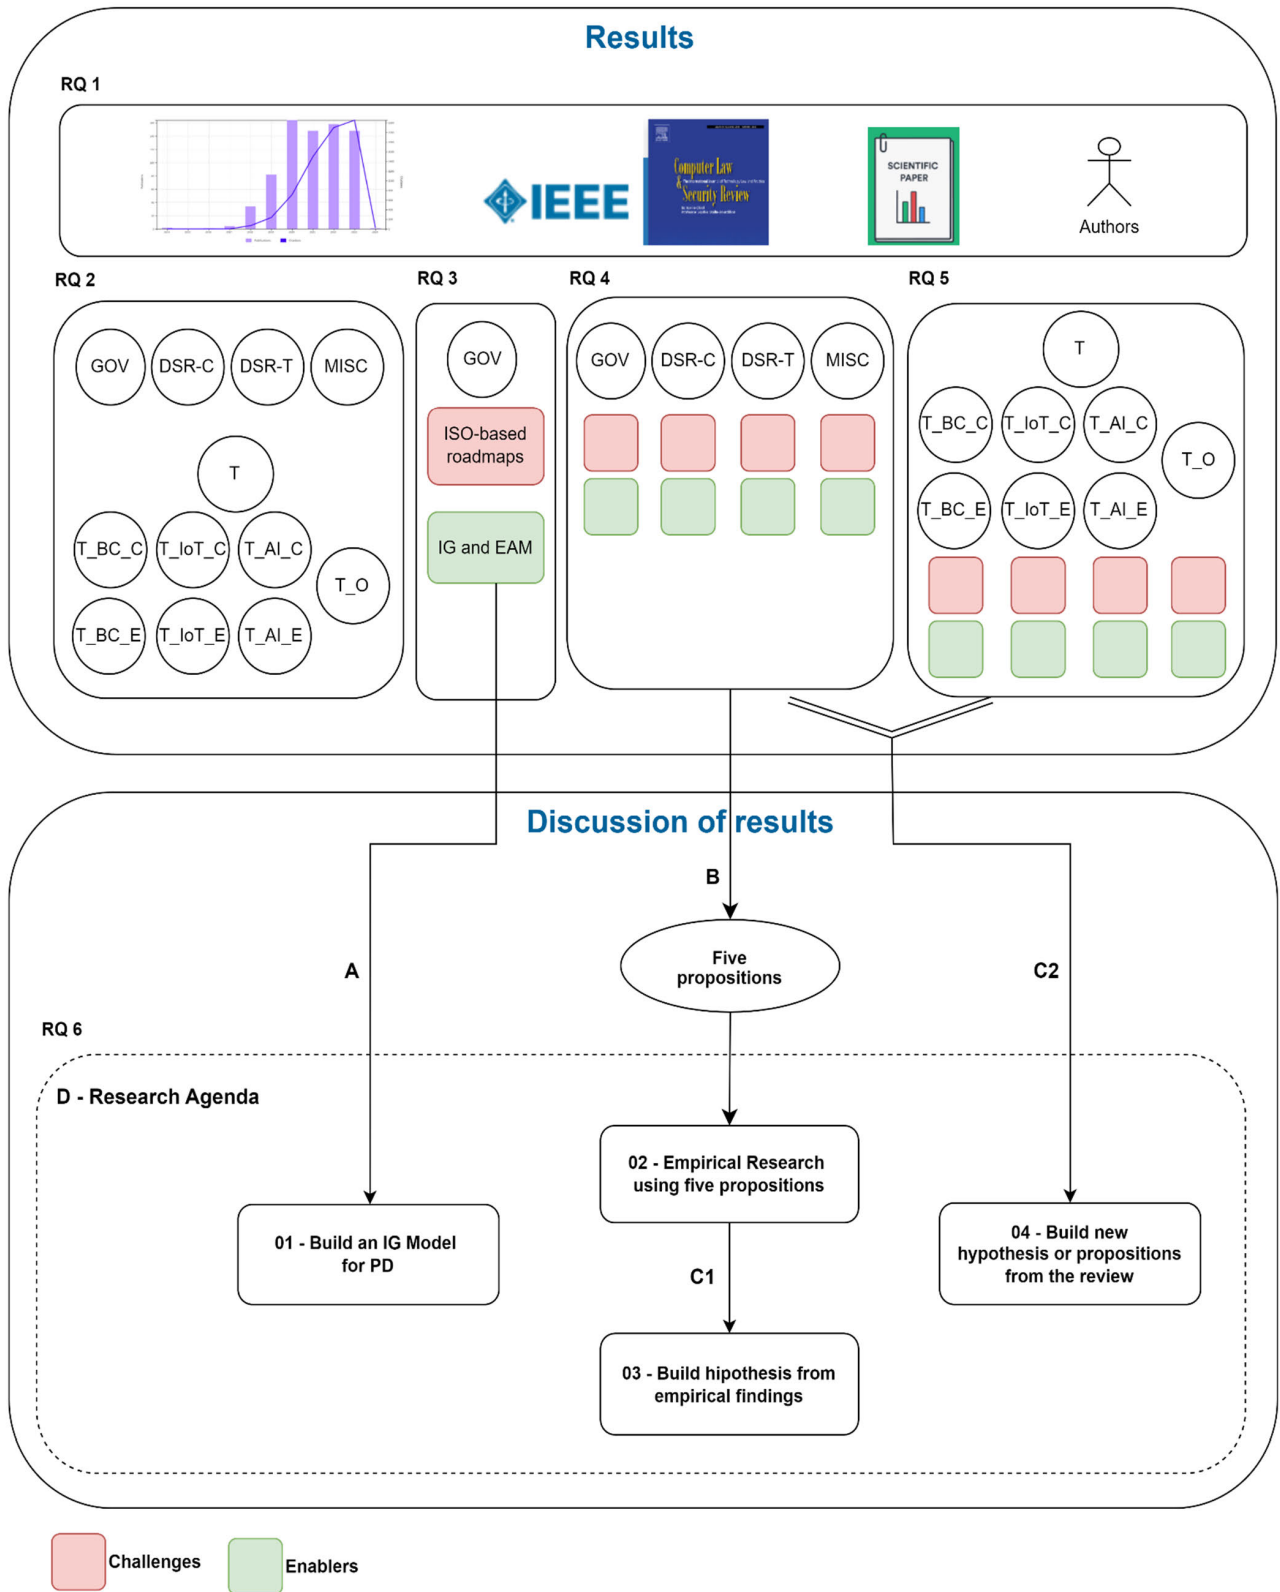 Results
RQ 1
IEEE
Computer Law
& Security Review
SCIENTIFIC
PAPER
Authors
RQ 2
GOV
DSR-C
DSR-T
MISC
T
T_BC_C
T_IoT_C
T_AI_C
T_O
T_BC_E
T_IoT_E
T_AI_E
RQ 3
GOV
ISO-based
roadmaps
IG and EAM
RQ 4
GOV
DSR-C
DSR-T
MISC
RQ 5
T
T_BC_C
T_IoT_C
T_AI_C
T_O
T_BC_E
T_IoT_E
T_AI_E
Discussion of results
B
Five
propositions
A
C2
RQ 6
D - Research Agenda
02 - Empirical Research
using five propositions
01 - Build an IG Model
for PD
04 - Build new
hypothesis or propositions
from the review
C1
03 - Build hipothesis from
empirical findings
Challenges
Enablers